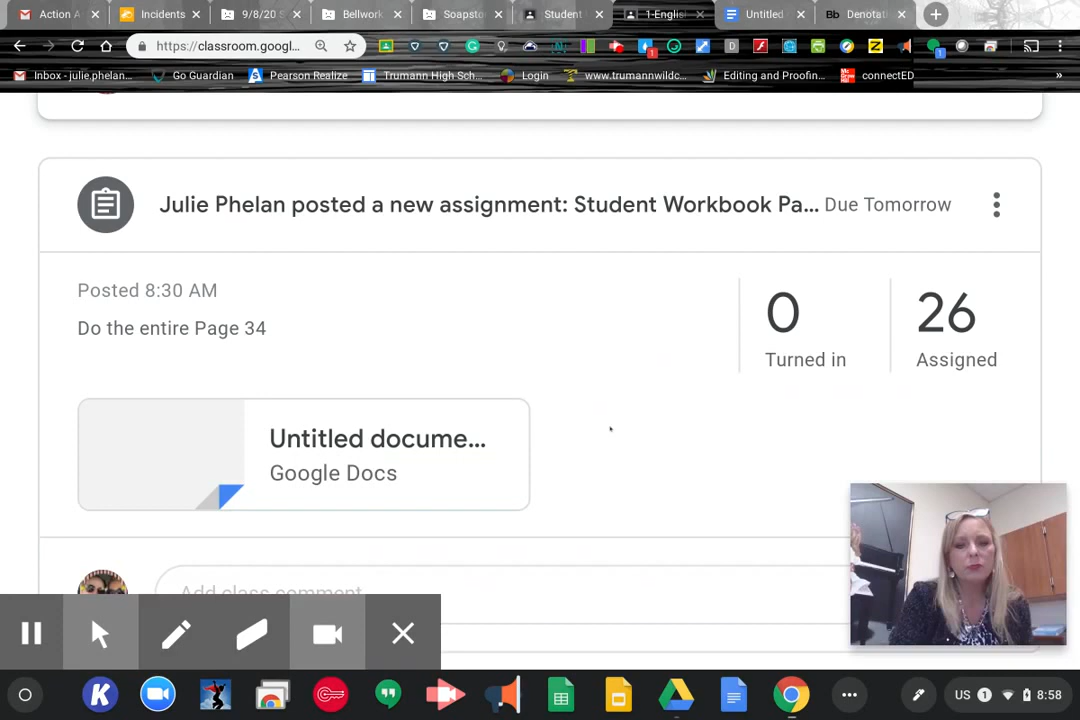 Action A
Incidents
9/8/20 S
Bellwork
Soapsto
Student
1-Englis
Untitled
Bb Denotati
https://classroom.googl...
Inbox - julie.phelan...
Go Guardian
Pearson Realize
Trumann High Sch...
Login
www.trumannwildc...
Editing and Proofin...
connectED
»
Julie Phelan posted a new assignment: Student Workbook Pa... Due Tomorrow
Posted 8:30 AM
Do the entire Page 34
0
Turned in
26
Assigned
Untitled docume...
Google Docs
Add class comment
US 1 8:58